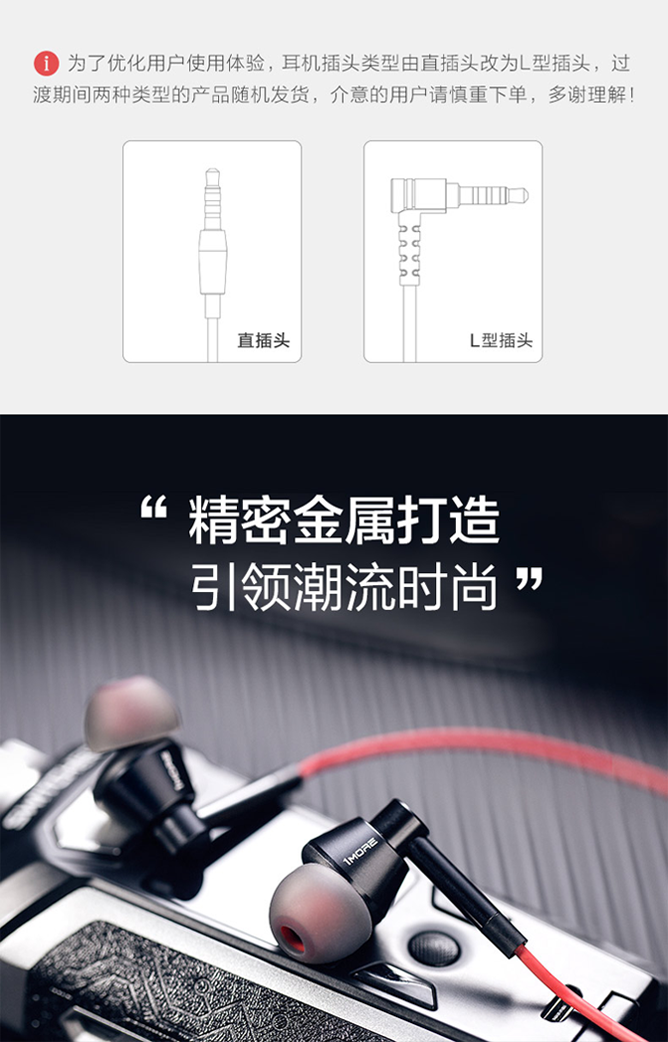 i 为了优化用户使用体验，耳机插头类型由直插头改为L型插头，过
渡期间两种类型的产品随机发货，介意的用户请慎重下单，多谢理解！
直插头
L型插头
“ 精密金属打造
引领潮流时尚 ”
1MORE
1MORE